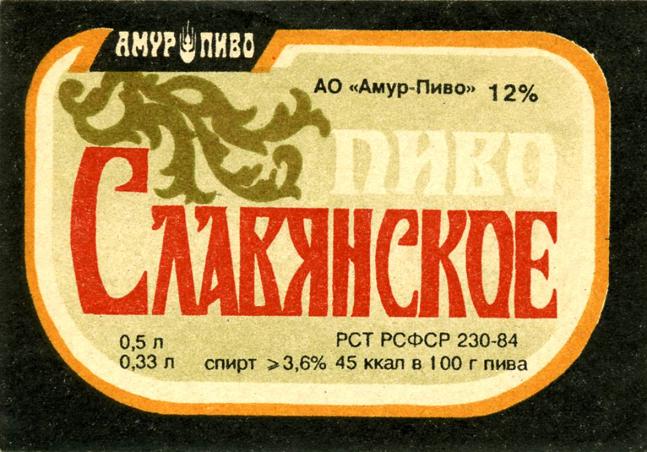 АМУР ПИВО
АО «Амур-Пиво» 12%
ПИВО
СЛАВЯНСКОЕ
0,5 л РСТ РСФСР 230-84
0,33 л спирт ⩾3,6% 45 ккал в 100 г пива